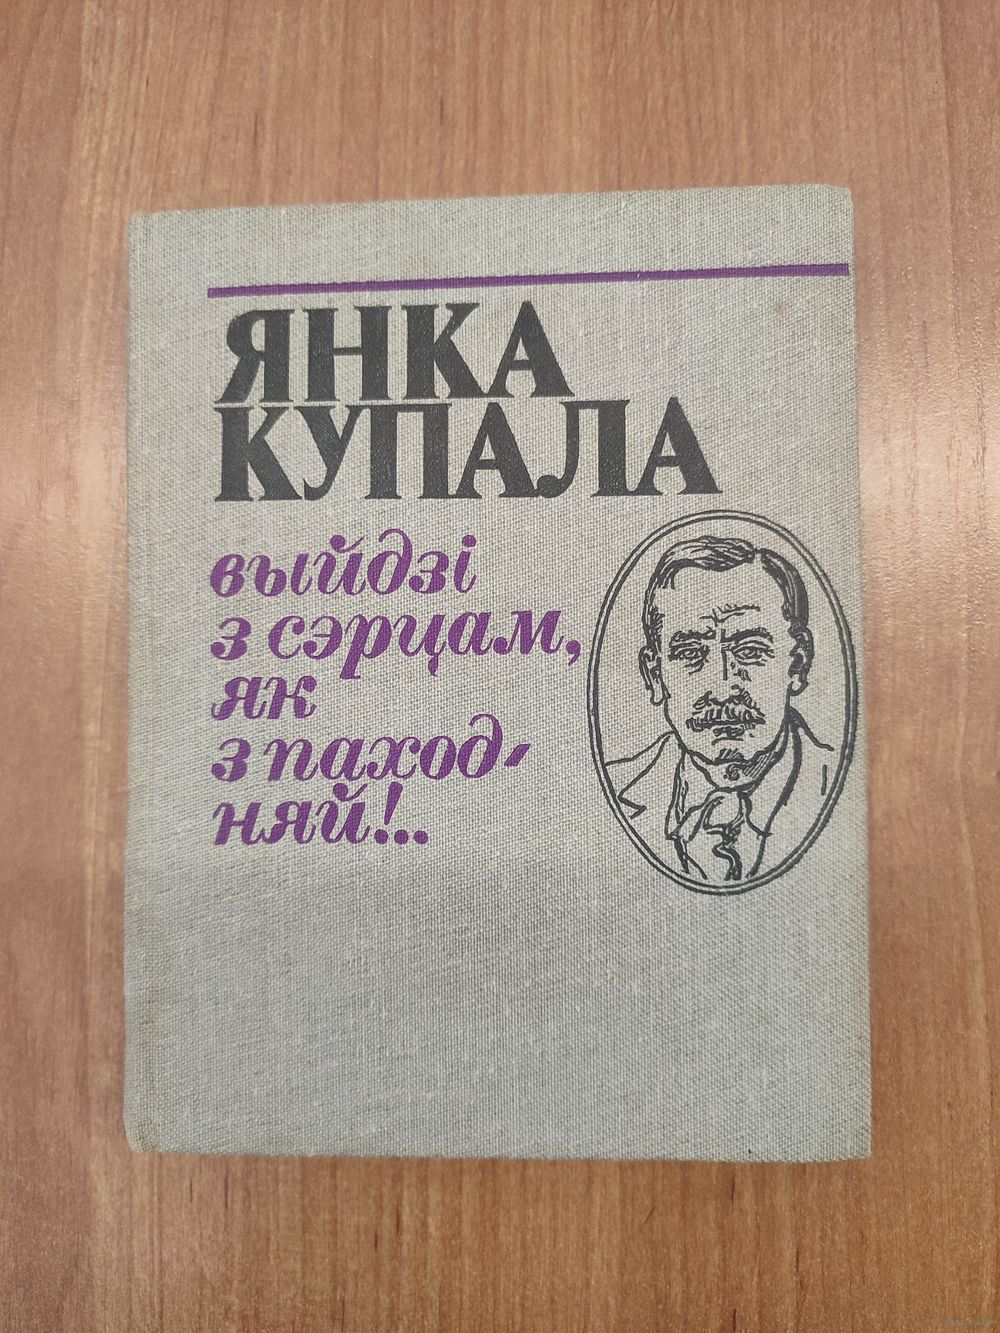 ЯНКА
КУПАЛА
выйдзі
з сэрцам,
як
з паход-
няй!..